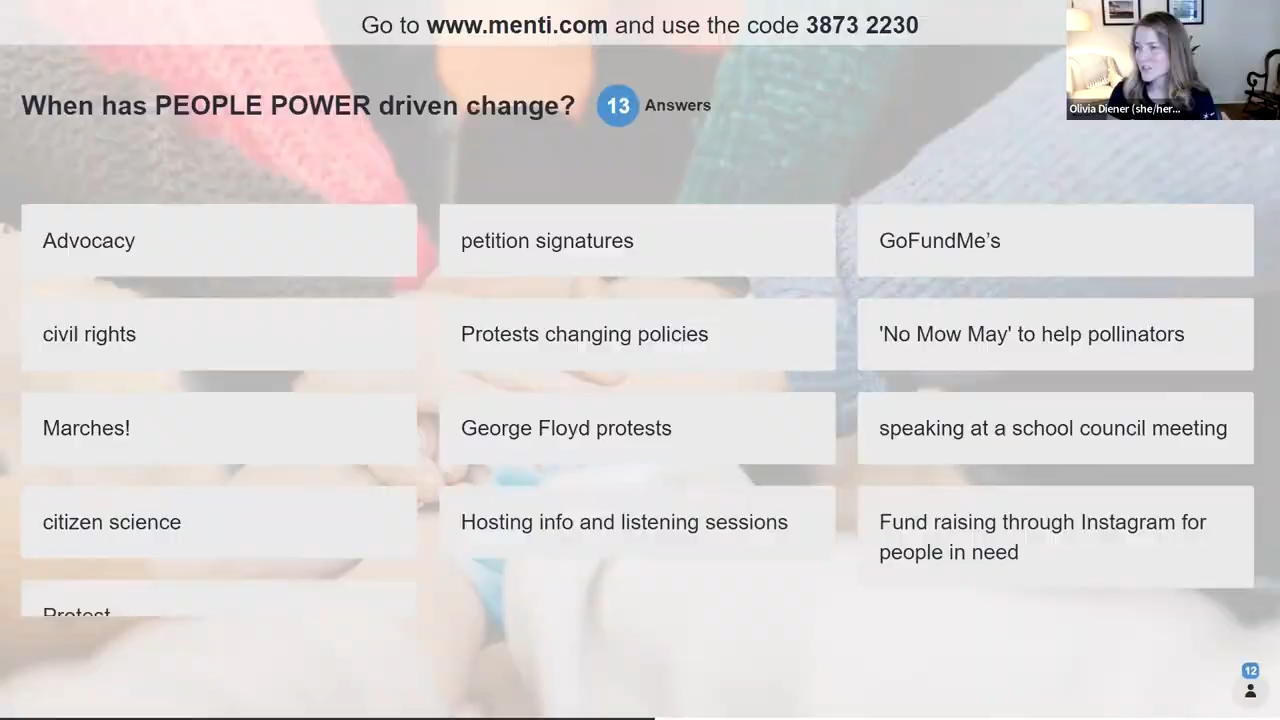 Go to www.menti.com and use the code 3873 2230
Olivia Diener (she/her...
When has PEOPLE POWER driven change?
13 Answers
Advocacy
petition signatures
GoFundMe’s
civil rights
Protests changing policies
'No Mow May' to help pollinators
Marches!
George Floyd protests
speaking at a school council meeting
citizen science
Hosting info and listening sessions
Fund raising through Instagram for
people in need
Protest
12